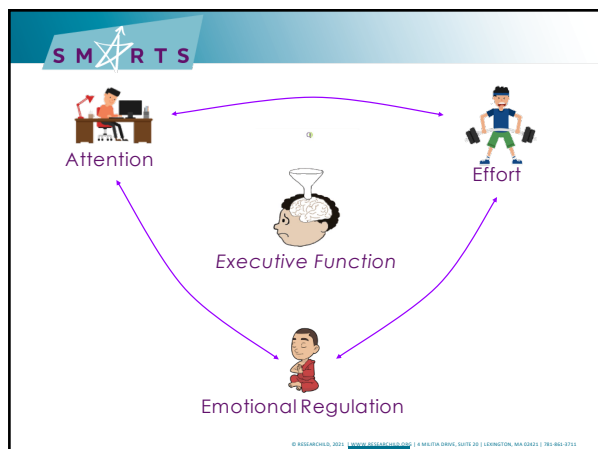 SMARTS
Attention
Effort
Executive Function
Emotional Regulation
© RESEARCHILD, 2021 | WWW.RESEARCHILD.ORG | 4 MILITIA DRIVE, SUITE 20 | LEXINGTON, MA 02421 | 781-861-3711